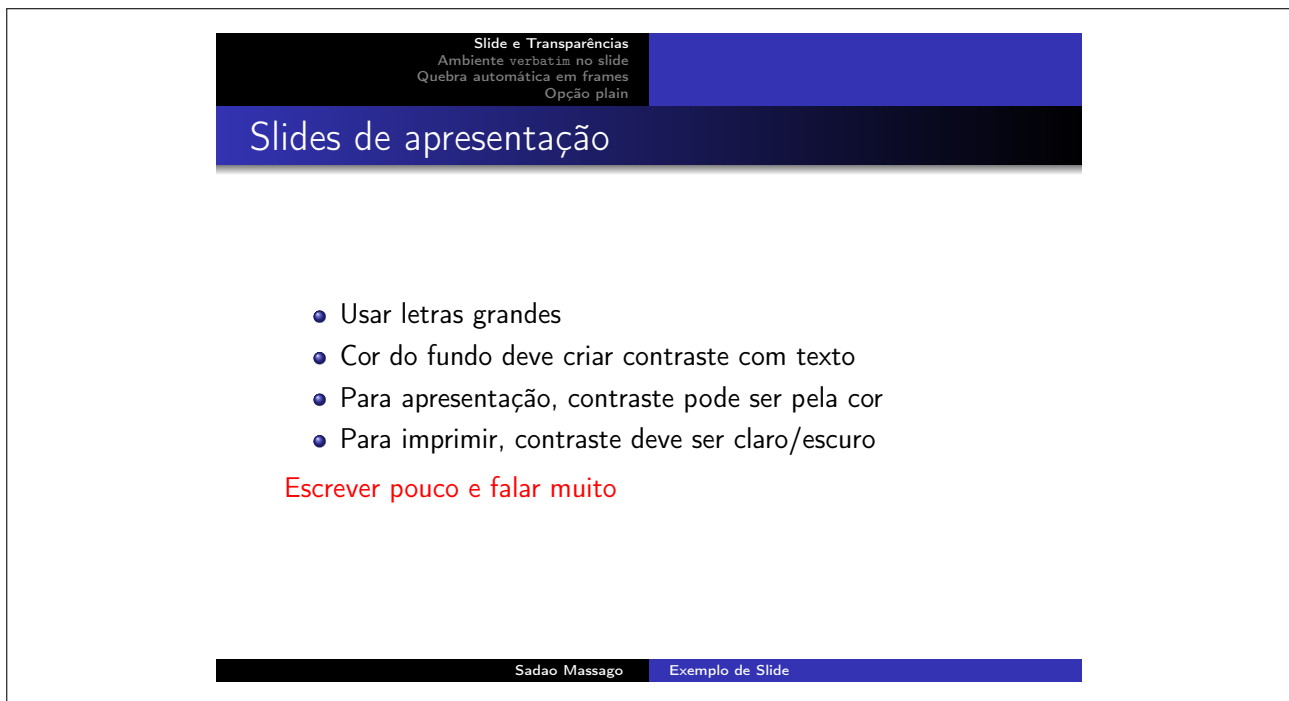 Slide e Transparências
Ambiente verbatim no slide
Quebra automática em frames
Opção plain
Slides de apresentação
Usar letras grandes
Cor do fundo deve criar contraste com texto
Para apresentação, contraste pode ser pela cor
Para imprimir, contraste deve ser claro/escuro
Escrever pouco e falar muito
Sadao Massago
Exemplo de Slide